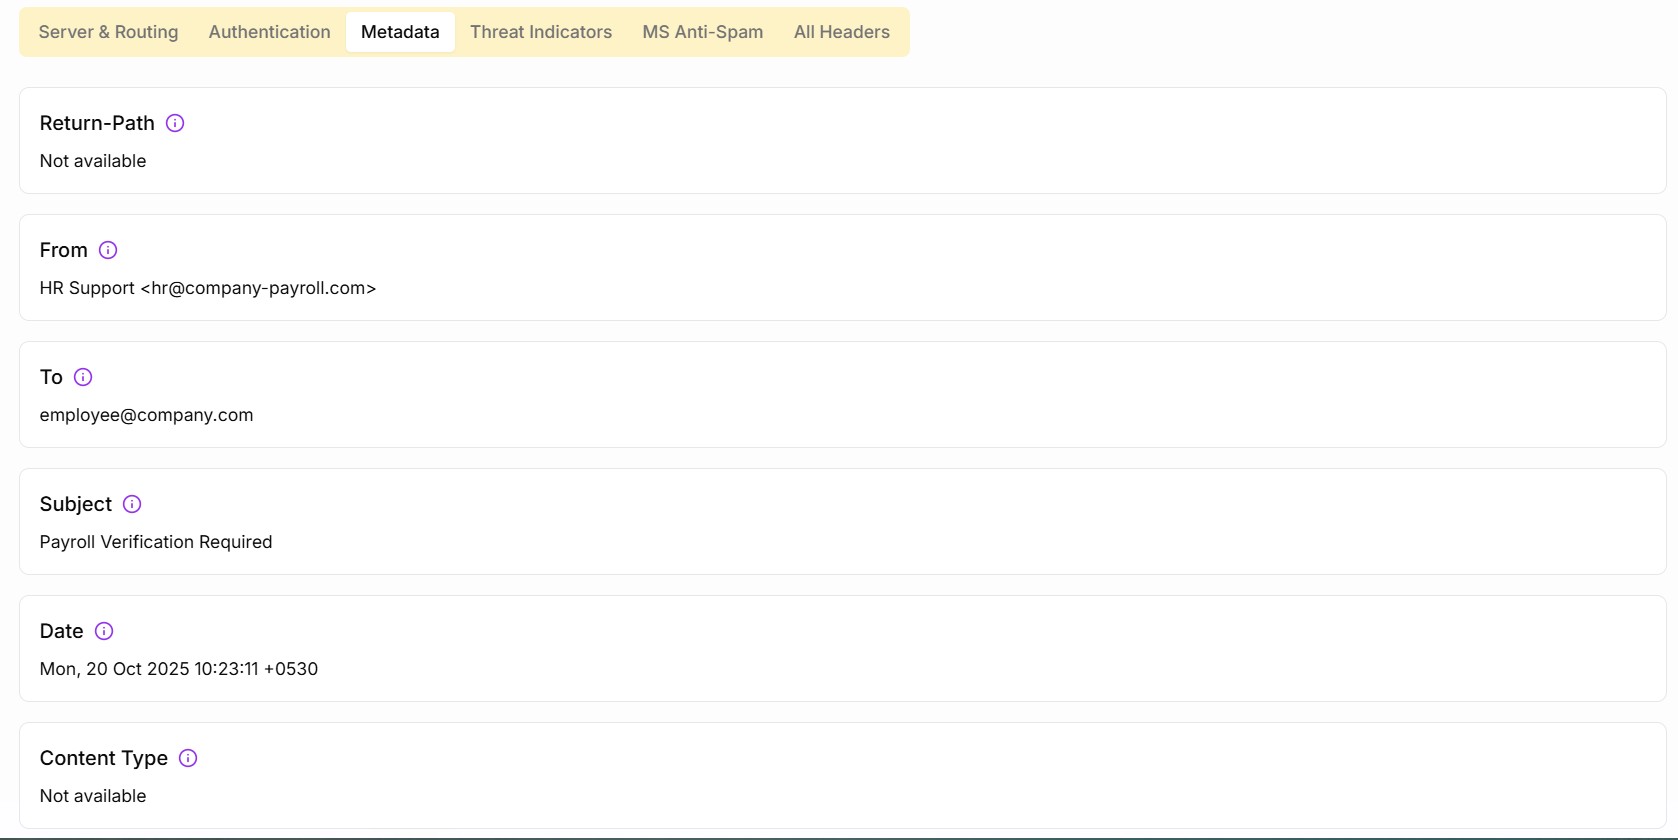 Server & Routing Authentication Metadata Threat Indicators MS Anti-Spam All Headers
Return-Path
Not available
From
HR Support <hr@company-payroll.com>
To
employee@company.com
Subject
Payroll Verification Required
Date
Mon, 20 Oct 2025 10:23:11 +0530
Content Type
Not available